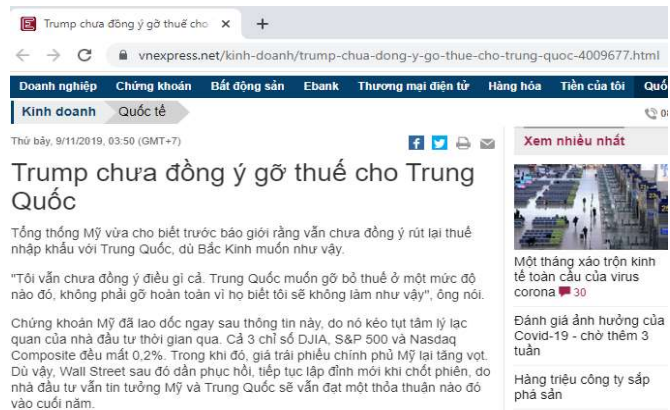 Trump chưa đồng ý gỡ thuế cho
vnexpress.net/kinh-doanh/trump-chua-dong-y-go-thue-cho-trung-quoc-4009677.html
Doanh nghiệp Chứng khoán Bất động sản Ebank Thương mại điện tử Hàng hóa Tiền của tôi Quố
Kinh doanh Quốc tế
Thứ bảy, 9/11/2019, 03:50 (GMT+7)
Trump chưa đồng ý gỡ thuế cho Trung
Quốc
Tổng thống Mỹ vừa cho biết trước báo giới rằng vẫn chưa đồng ý rút lại thuế
nhập khẩu với Trung Quốc, dù Bắc Kinh muốn như vậy.
"Tôi vẫn chưa đồng ý điều gì cả. Trung Quốc muốn gỡ bỏ thuế ở một mức độ
nào đó, không phải gỡ hoàn toàn vì họ biết tôi sẽ không làm như vậy", ông nói.
Chứng khoán Mỹ đã lao dốc ngay sau thông tin này, do nó kéo tụt tâm lý lạc
quan của nhà đầu tư thời gian qua. Cả 3 chỉ số DJIA, S&P 500 và Nasdaq
Composite đều mất 0,2%. Trong khi đó, giá trái phiếu chính phủ Mỹ lại tăng vọt.
Dù vậy, Wall Street sau đó dần phục hồi, tiếp tục lập đỉnh mới khi chốt phiên, do
nhà đầu tư vẫn tin tưởng Mỹ và Trung Quốc sẽ vẫn đạt một thỏa thuận nào đó
vào cuối năm.
Xem nhiều nhất
Một tháng xáo trộn kinh
tế toàn cầu của virus
corona 30
Đánh giá ảnh hưởng của
Covid-19 - chờ thêm 3
tuần
Hàng triệu công ty sắp
phá sản